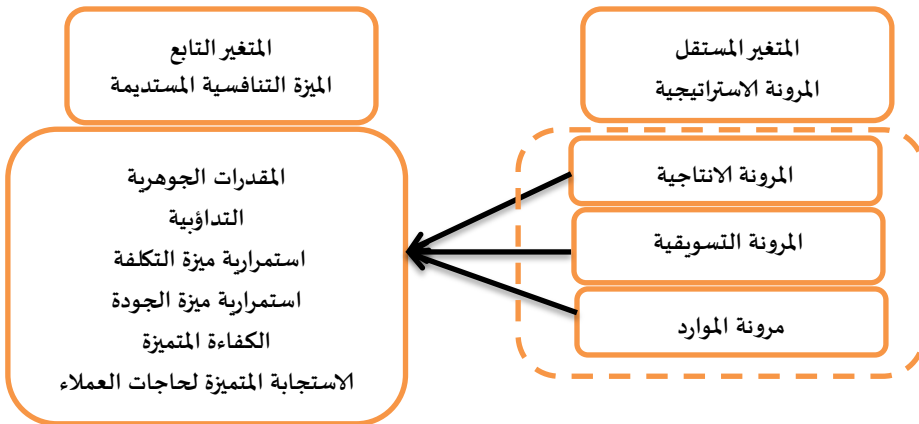 المتغير المستقل
المرونة الاستراتيجية
المرونة الانتاجية
المرونة التسويقية
مرونة الموارد
المتغير التابع
الميزة التنافسية المستديمة
المقدرات الجوهرية
التداؤبية
استمرارية ميزة التكلفة
استمرارية ميزة الجودة
الكفاءة المتميزة
الاستجابة المتميزة لحاجات العملاء